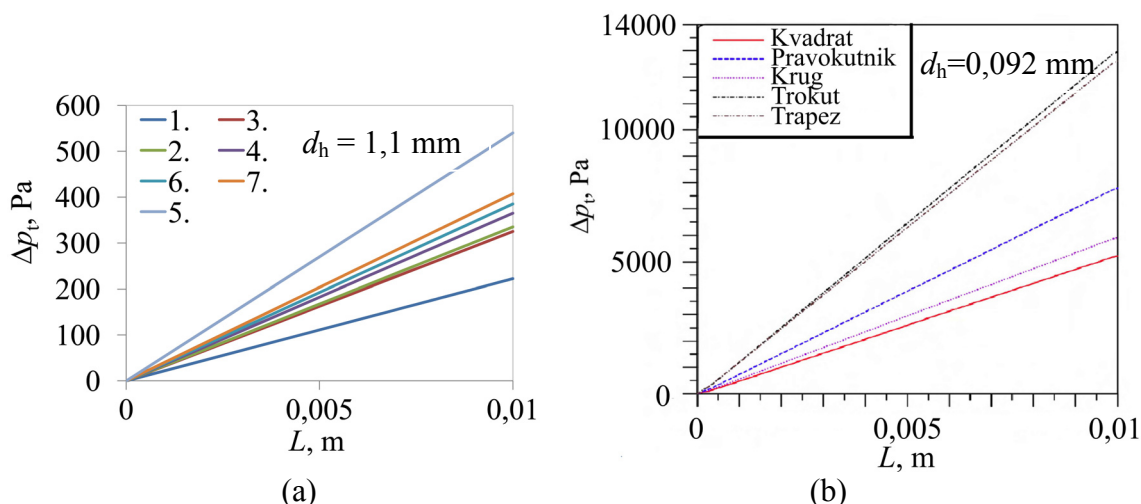 600
500
400
300
200
100
0
Δpt, Pa
1. 3.
2. 4.
6. 7.
5.
dh = 1,1 mm
0 0,005 0,01
L, m
(a)
14000
10000
5000
0
Δpt, Pa
Kvadrat
Pravokutnik
Krug
Trokut
Trapez
dh=0,092 mm
0 0,005 0,01
L, m
(b)